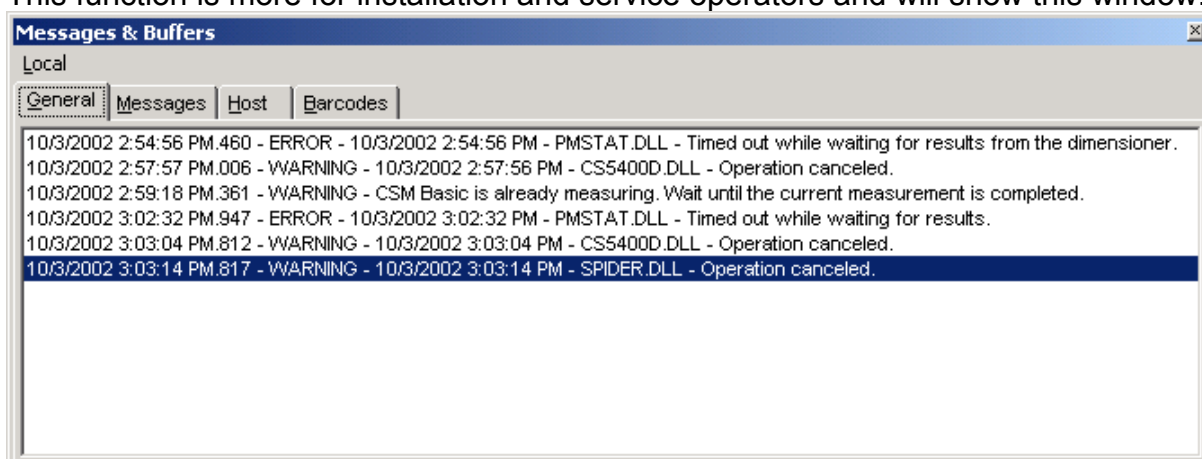 This function is more for installation and service operators and will show this window.
Messages & Buffers
Local
General Messages Host Barcodes
10/3/2002 2:54:56 PM.460 - ERROR - 10/3/2002 2:54:56 PM - PMSTAT.DLL - Timed out while waiting for results from the dimensioner.
10/3/2002 2:57:57 PM.006 - WARNING - 10/3/2002 2:57:56 PM - CS5400D.DLL - Operation canceled.
10/3/2002 2:59:18 PM.361 - WARNING - CSM Basic is already measuring. Wait until the current measurement is completed.
10/3/2002 3:02:32 PM.947 - ERROR - 10/3/2002 3:02:32 PM - PMSTAT.DLL - Timed out while waiting for results.
10/3/2002 3:03:04 PM.812 - WARNING - 10/3/2002 3:03:04 PM - CS5400D.DLL - Operation canceled.
10/3/2002 3:03:14 PM.817 - WARNING - 10/3/2002 3:03:14 PM - SPIDER.DLL - Operation canceled.